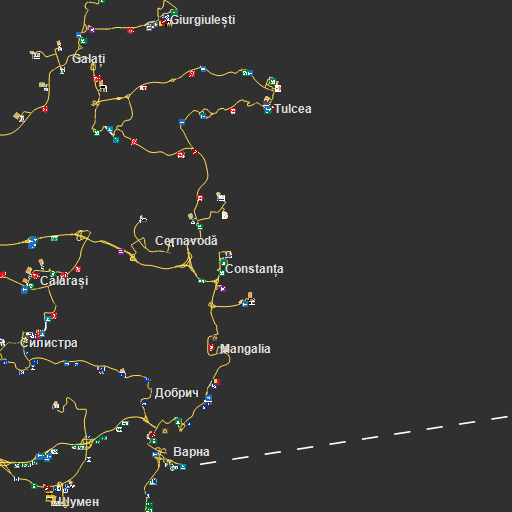 Giurgiulești
Galați
Tulcea
Cernavodă
Constanța
Călărași
Силистра
Mangalia
Добрич
Варна
Шумен